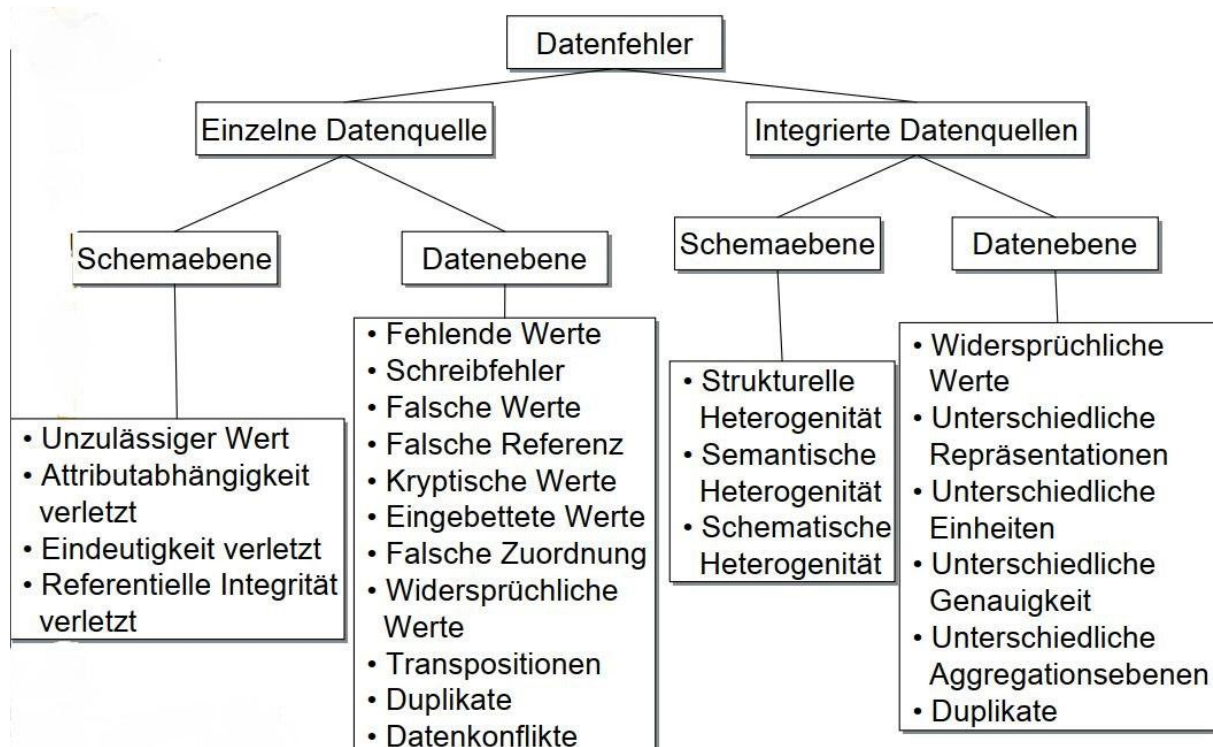 Datenfehler
Einzelne Datenquelle
Integrierte Datenquellen
Schemaebene
Datenebene
Schemaebene
Datenebene
• Unzulässiger Wert
• Attributabhängigkeit
verletzt
• Eindeutigkeit verletzt
• Referentielle Integrität
verletzt
• Fehlende Werte
• Schreibfehler
• Falsche Werte
• Falsche Referenz
• Kryptische Werte
• Eingebettete Werte
• Falsche Zuordnung
• Widersprüchliche
Werte
• Transpositionen
• Duplikate
• Datenkonflikte
• Strukturelle
Heterogenität
• Semantische
Heterogenität
• Schematische
Heterogenität
• Widersprüchliche
Werte
• Unterschiedliche
Repräsentationen
• Unterschiedliche
Einheiten
• Unterschiedliche
Genauigkeit
• Unterschiedliche
Aggregationsebenen
• Duplikate